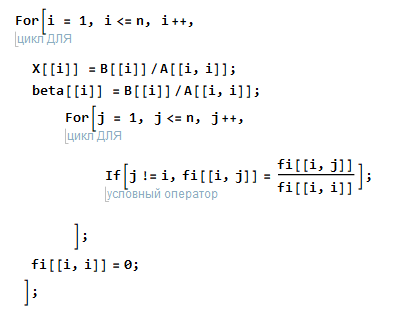 For[i = 1, i <= n, i++,
цикл ДЛЯ
X[[i]] = B[[i]] / A[[i, i]];
beta[[i]] = B[[i]] / A[[i, i]];
For[j = 1, j <= n, j++,
цикл ДЛЯ
If[j != i, fi[[i, j]] = fi[[i, j]] / fi[[i, i]]];
условный оператор
];
fi[[i, i]] = 0;
];